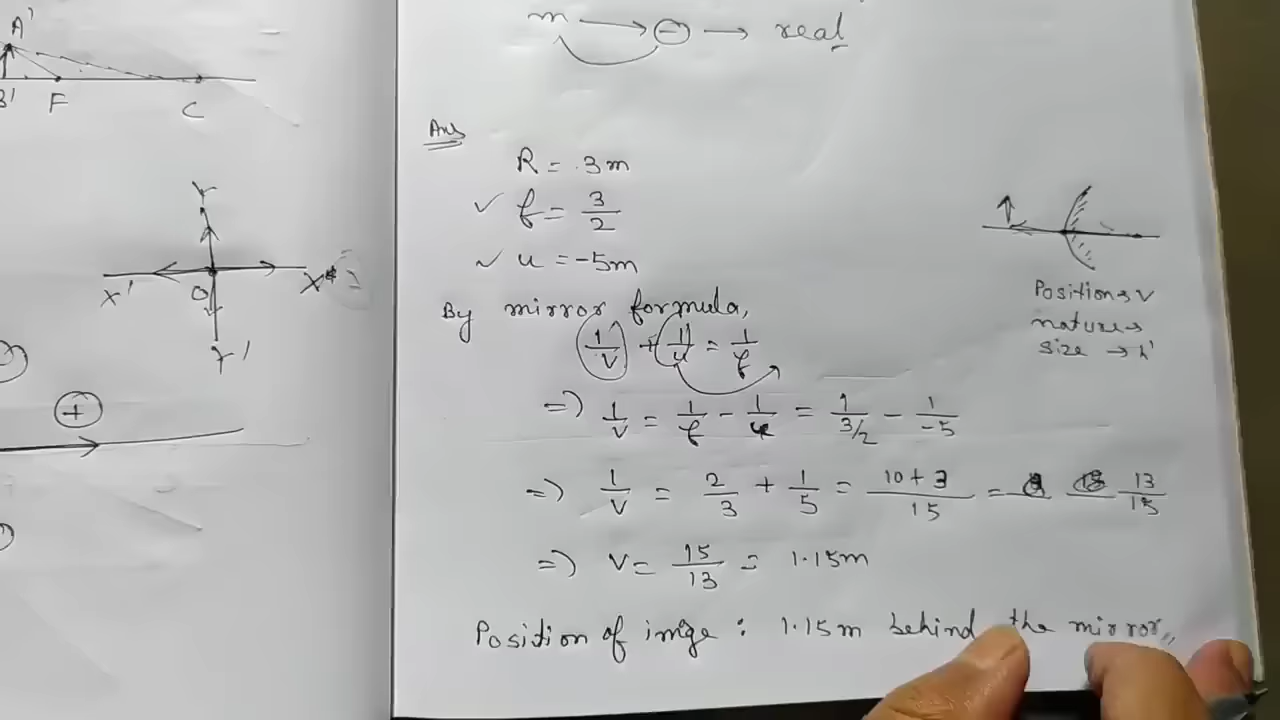 A'
B' F C
Y
X' O X
Y'
+
m → ⊖ → real
Ans
R = 3m
✓ f = 3/2
✓ u = -5m
By mirror formula,
1/v + 1/u = 1/f
=) 1/v = 1/f - 1/u = 1/3/2 - 1/-5
=) 1/v = 2/3 + 1/5 = 10+3/15 = 13/15
=) v = 15/13 = 1.15m
Position of image : 1.15m behind the mirror,,
Position → v
nature →
size → h'